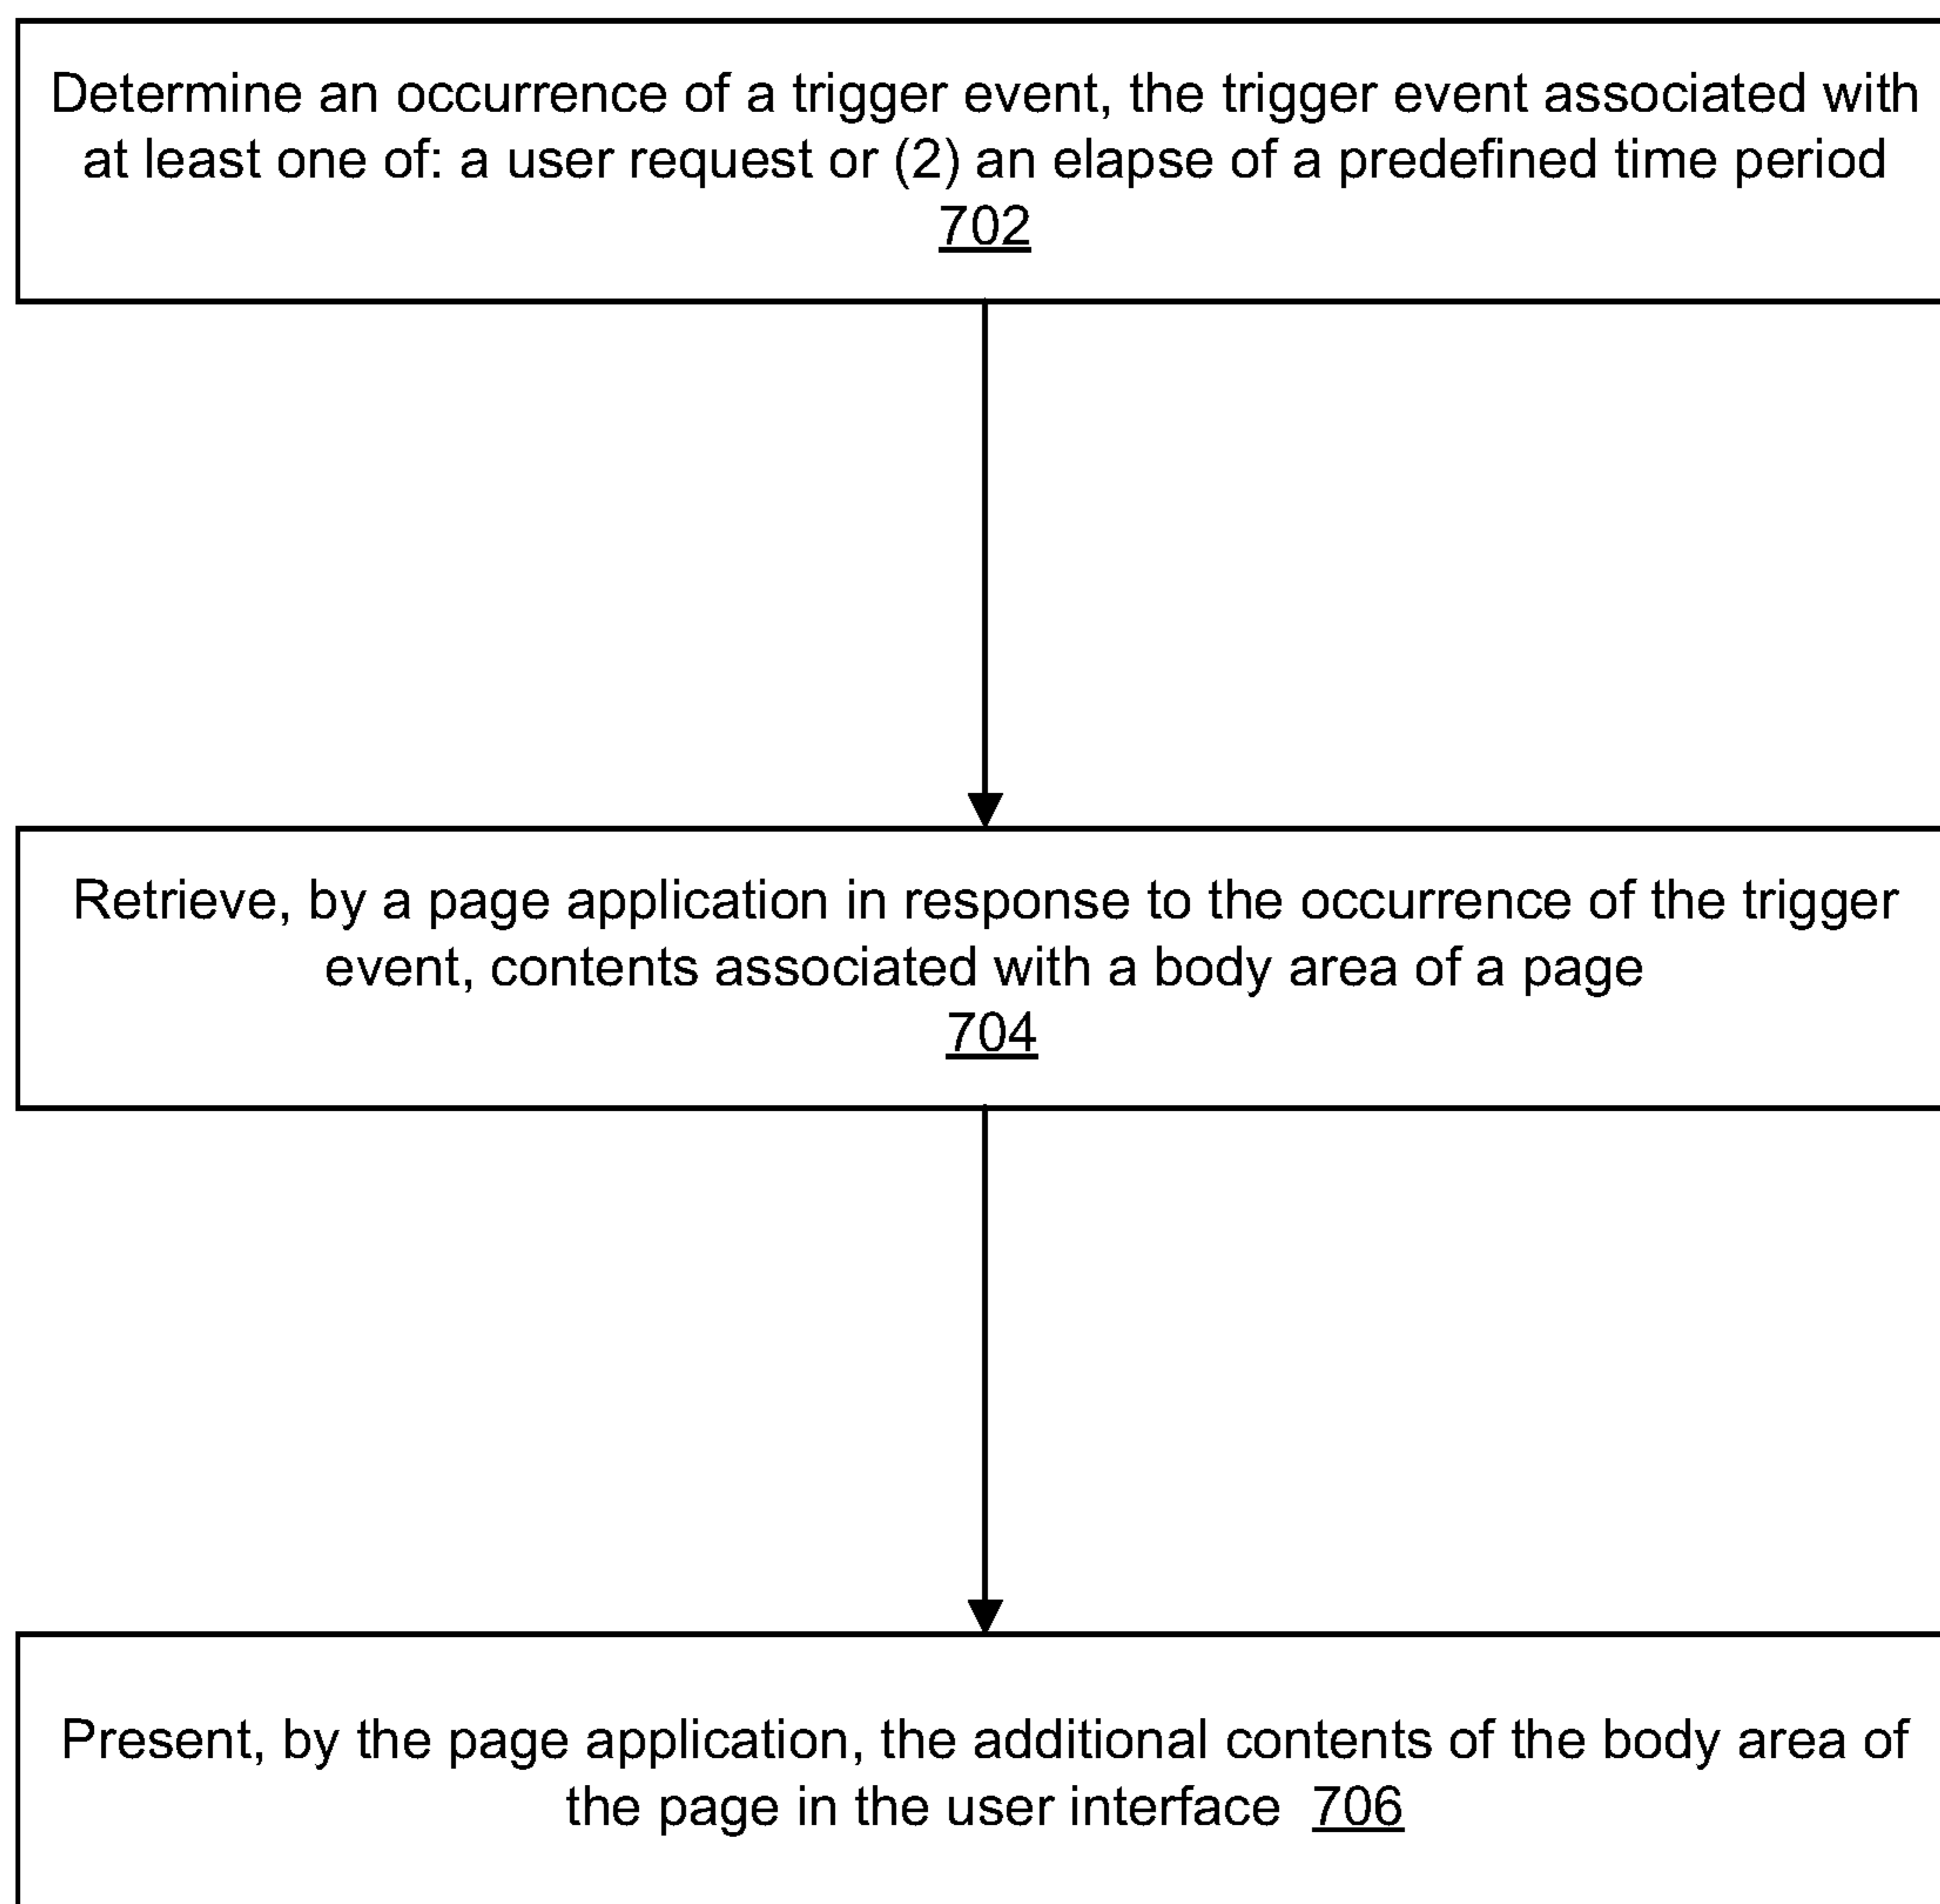 Determine an occurrence of a trigger event, the trigger event associated with
at least one of: a user request or (2) an elapse of a predefined time period
702
Retrieve, by a page application in response to the occurrence of the trigger
event, contents associated with a body area of a page
704
Present, by the page application, the additional contents of the body area of
the page in the user interface 706